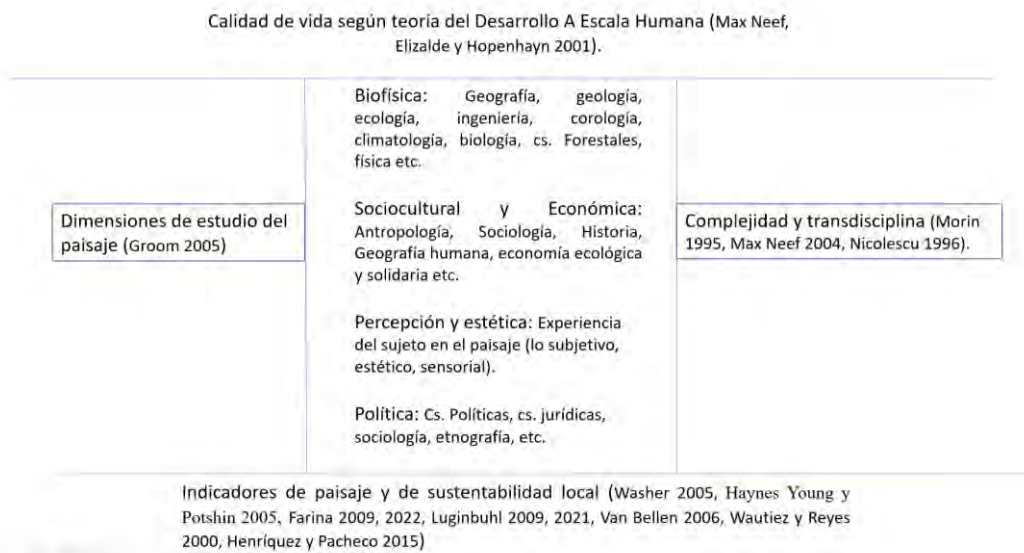 Calidad de vida según teoría del Desarrollo A Escala Humana (Max Neef,
Elizalde y Hopenhayn 2001).
Dimensiones de estudio del
paisaje (Groom 2005)
Biofísica: Geografía, geología,
ecología, ingeniería, corología,
climatología, biología, cs. Forestales,
física etc.
Sociocultural y Económica:
Antropología, Sociología, Historia,
Geografía humana, economía ecológica
y solidaria etc.
Percepción y estética: Experiencia
del sujeto en el paisaje (lo subjetivo,
estético, sensorial).
Política: Cs. Políticas, cs. jurídicas,
sociología, etnografía, etc.
Complejidad y transdisciplina (Morin
1995, Max Neef 2004, Nicolescu 1996).
Indicadores de paisaje y de sustentabilidad local (Washer 2005, Haynes Young y
Potshin 2005, Farina 2009, 2022, Luginbuhl 2009, 2021, Van Bellen 2006, Wautiez y Reyes
2000, Henríquez y Pacheco 2015)